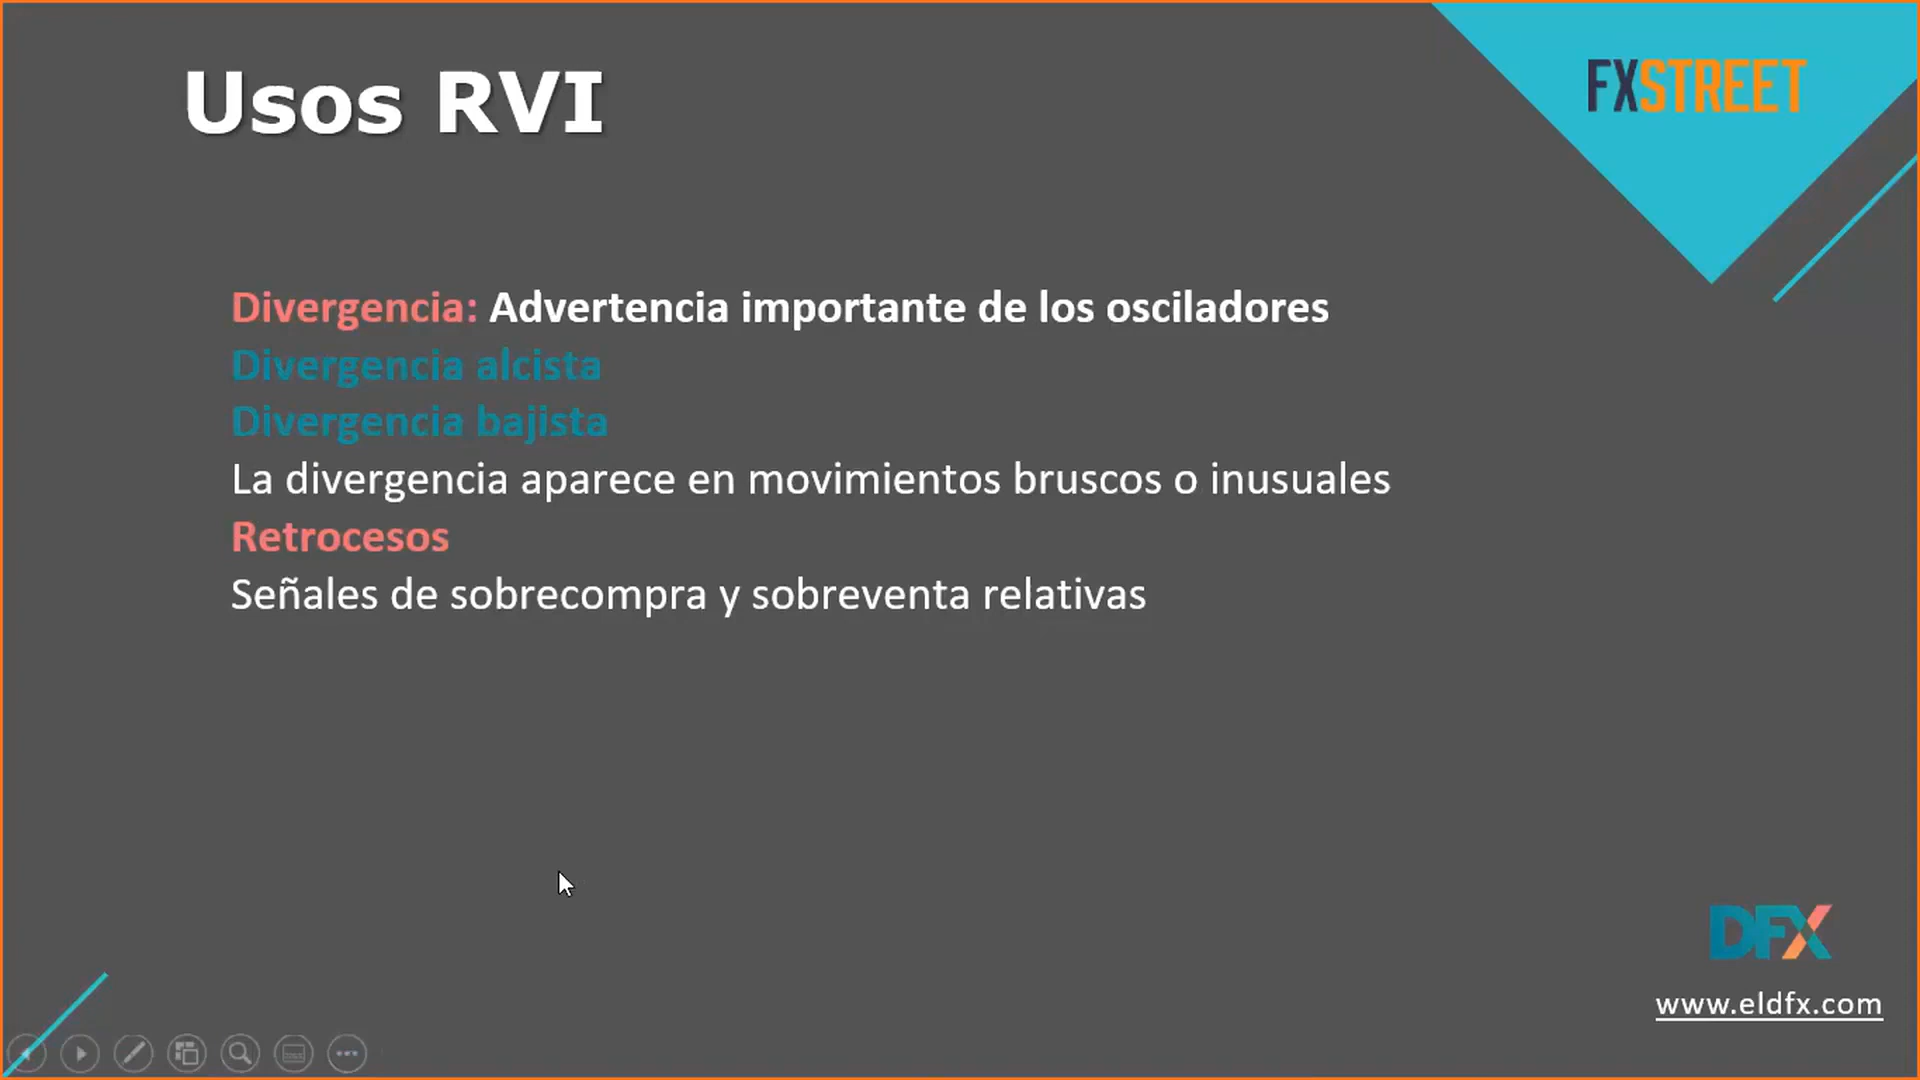 Usos RVI
FXSTREET
Divergencia: Advertencia importante de los osciladores
Divergencia alcista
Divergencia bajista
La divergencia aparece en movimientos bruscos o inusuales
Retrocesos
Señales de sobrecompra y sobreventa relativas
DFX
www.eldfx.com